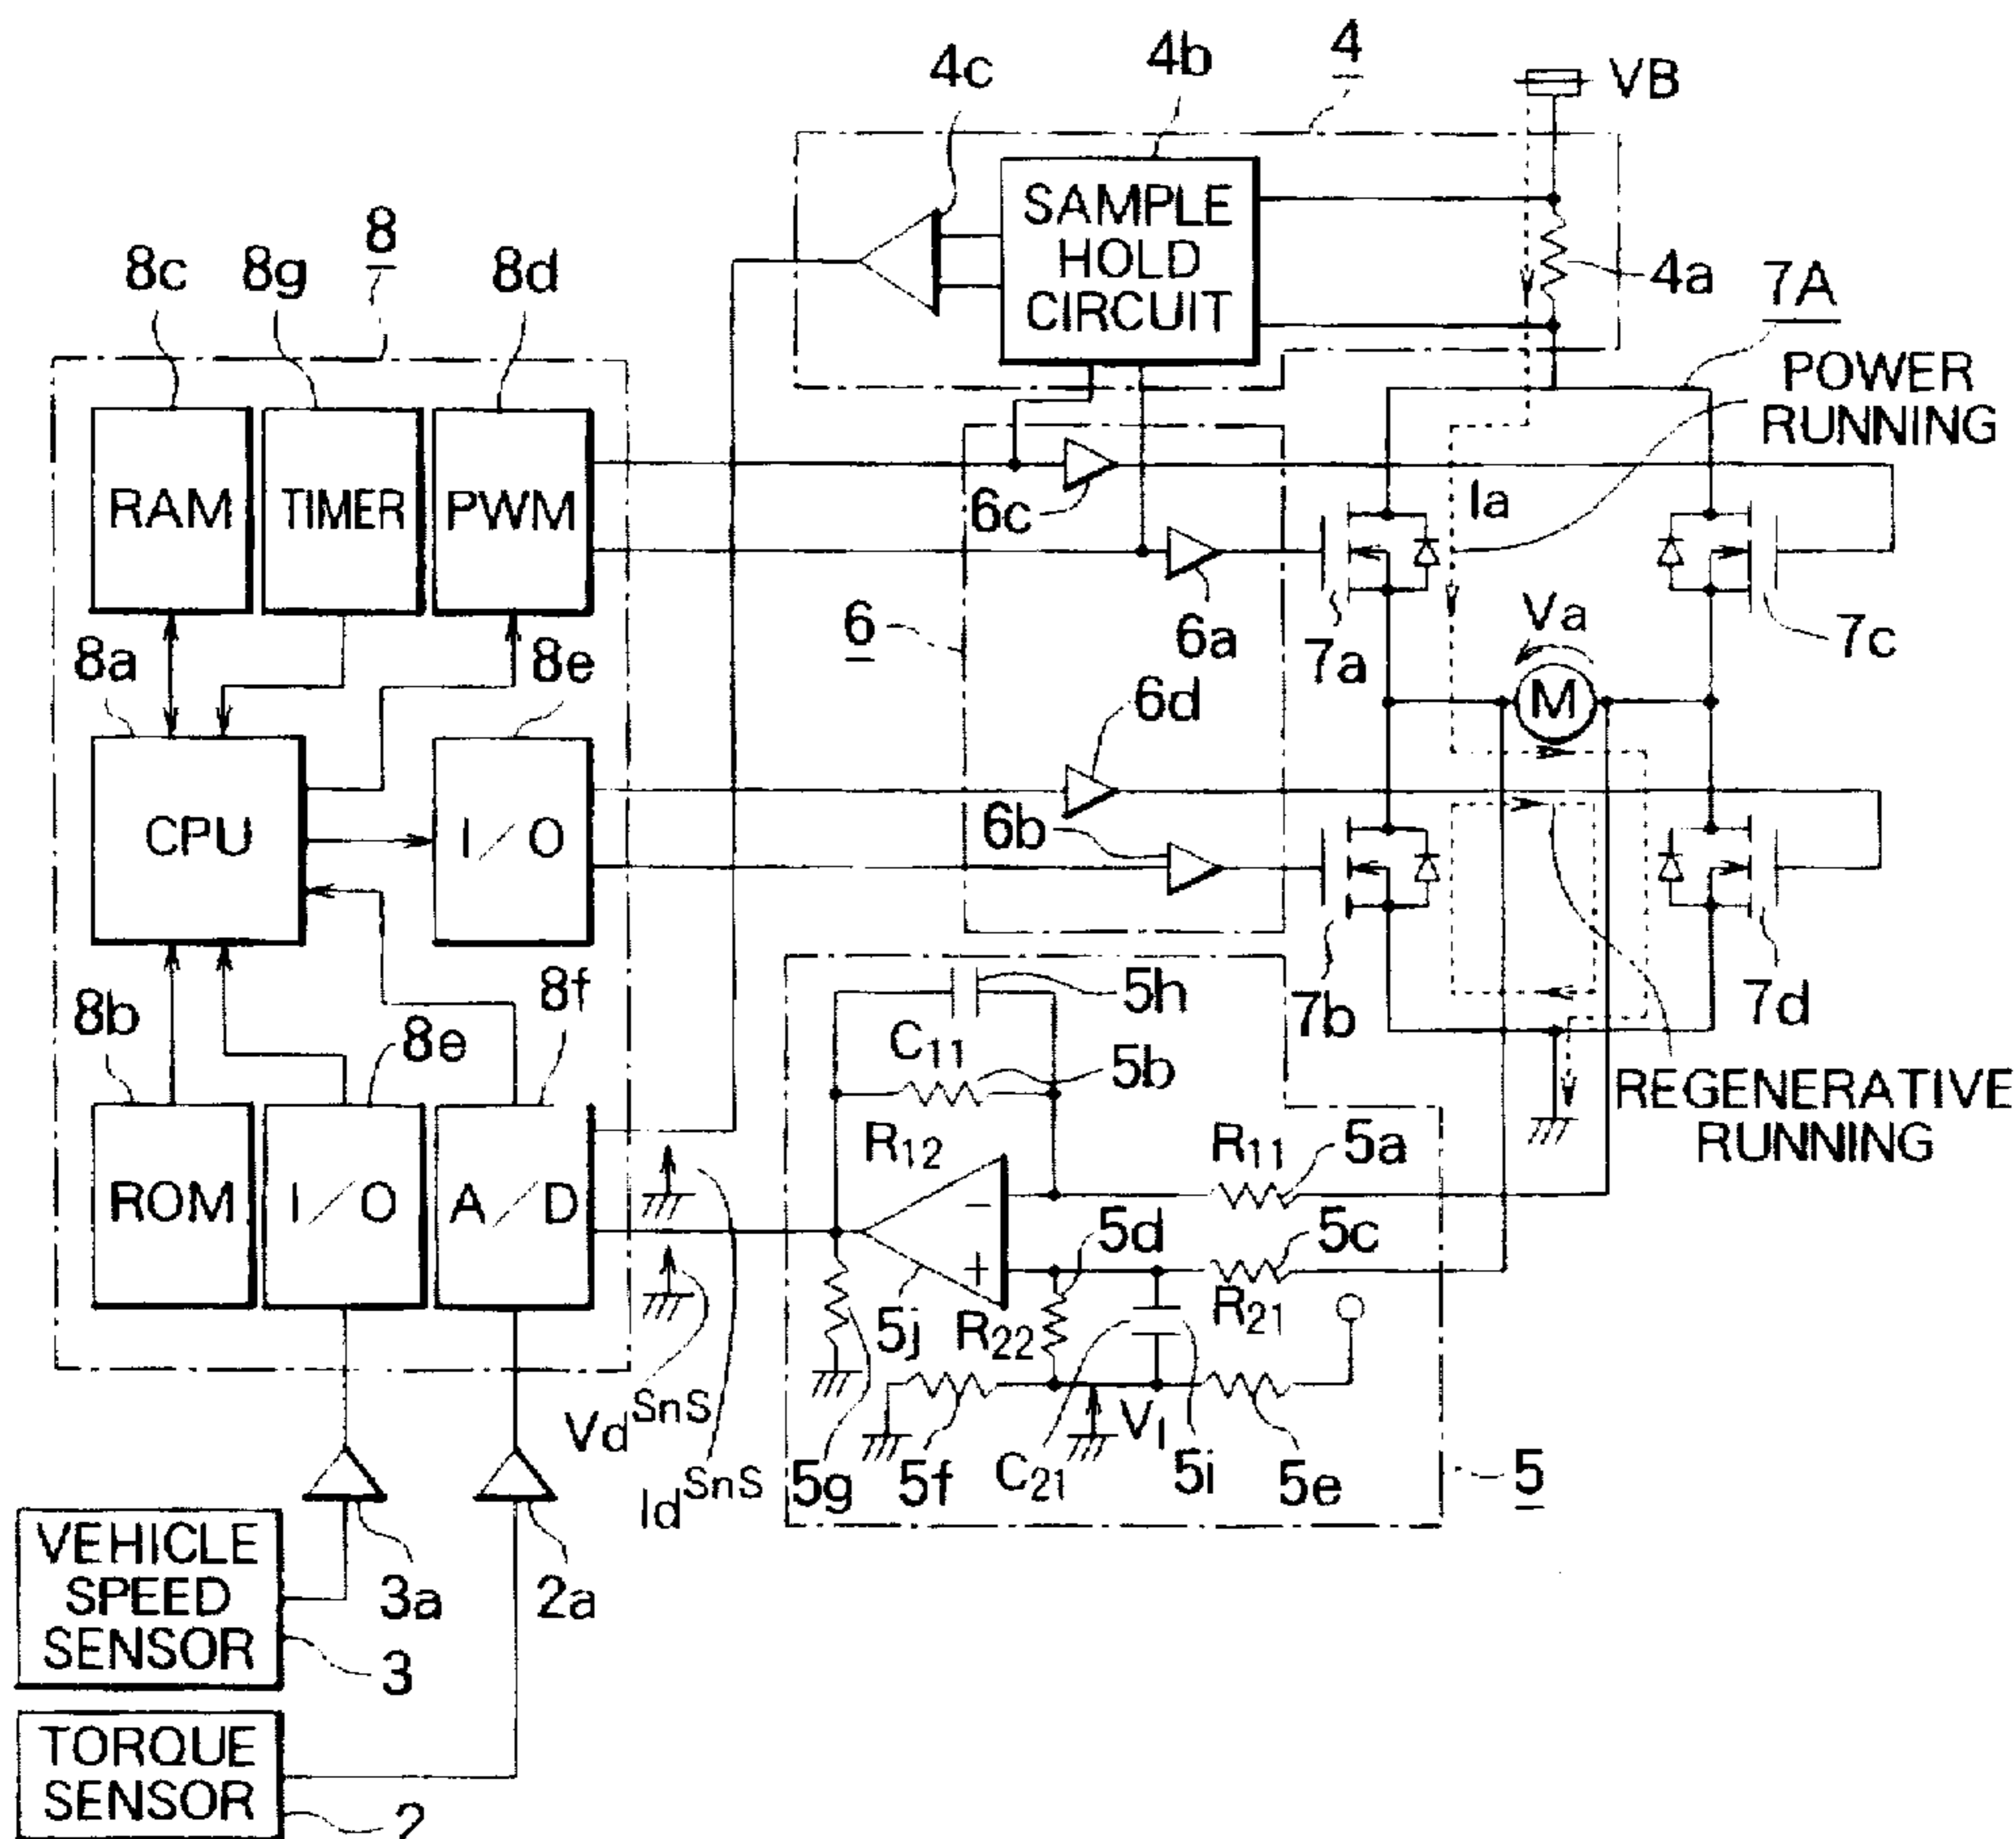 4
4b
4c
VB
SAMPLE
HOLD
CIRCUIT
4a
7A
8
8c
8g
8d
POWER
RUNNING
RAM
TIMER
PWM
6c
Ia
6a
6
7a
Va
7c
8a
8e
M
6d
CPU
I/O
6b
8b
8f
5h
7b
7d
8e
C11
5b
REGENERATIVE
RUNNING
R12
R11
5a
ROM
I/O
A/D
-
5d
5c
+
5j
R22
R21
Vd SnS
V1
Id SnS
5g
5f
C21
5i
5e
5
VEHICLE
SPEED
SENSOR
3a
2a
3
TORQUE
SENSOR
2